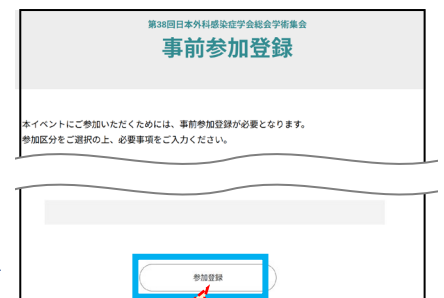 第38回日本外科感染症学会総会学術集会
事前参加登録
本イベントにご参加いただくためには、事前参加登録が必要となります。
参加区分をご選択の上、必要事項をご入力ください。
参加登録